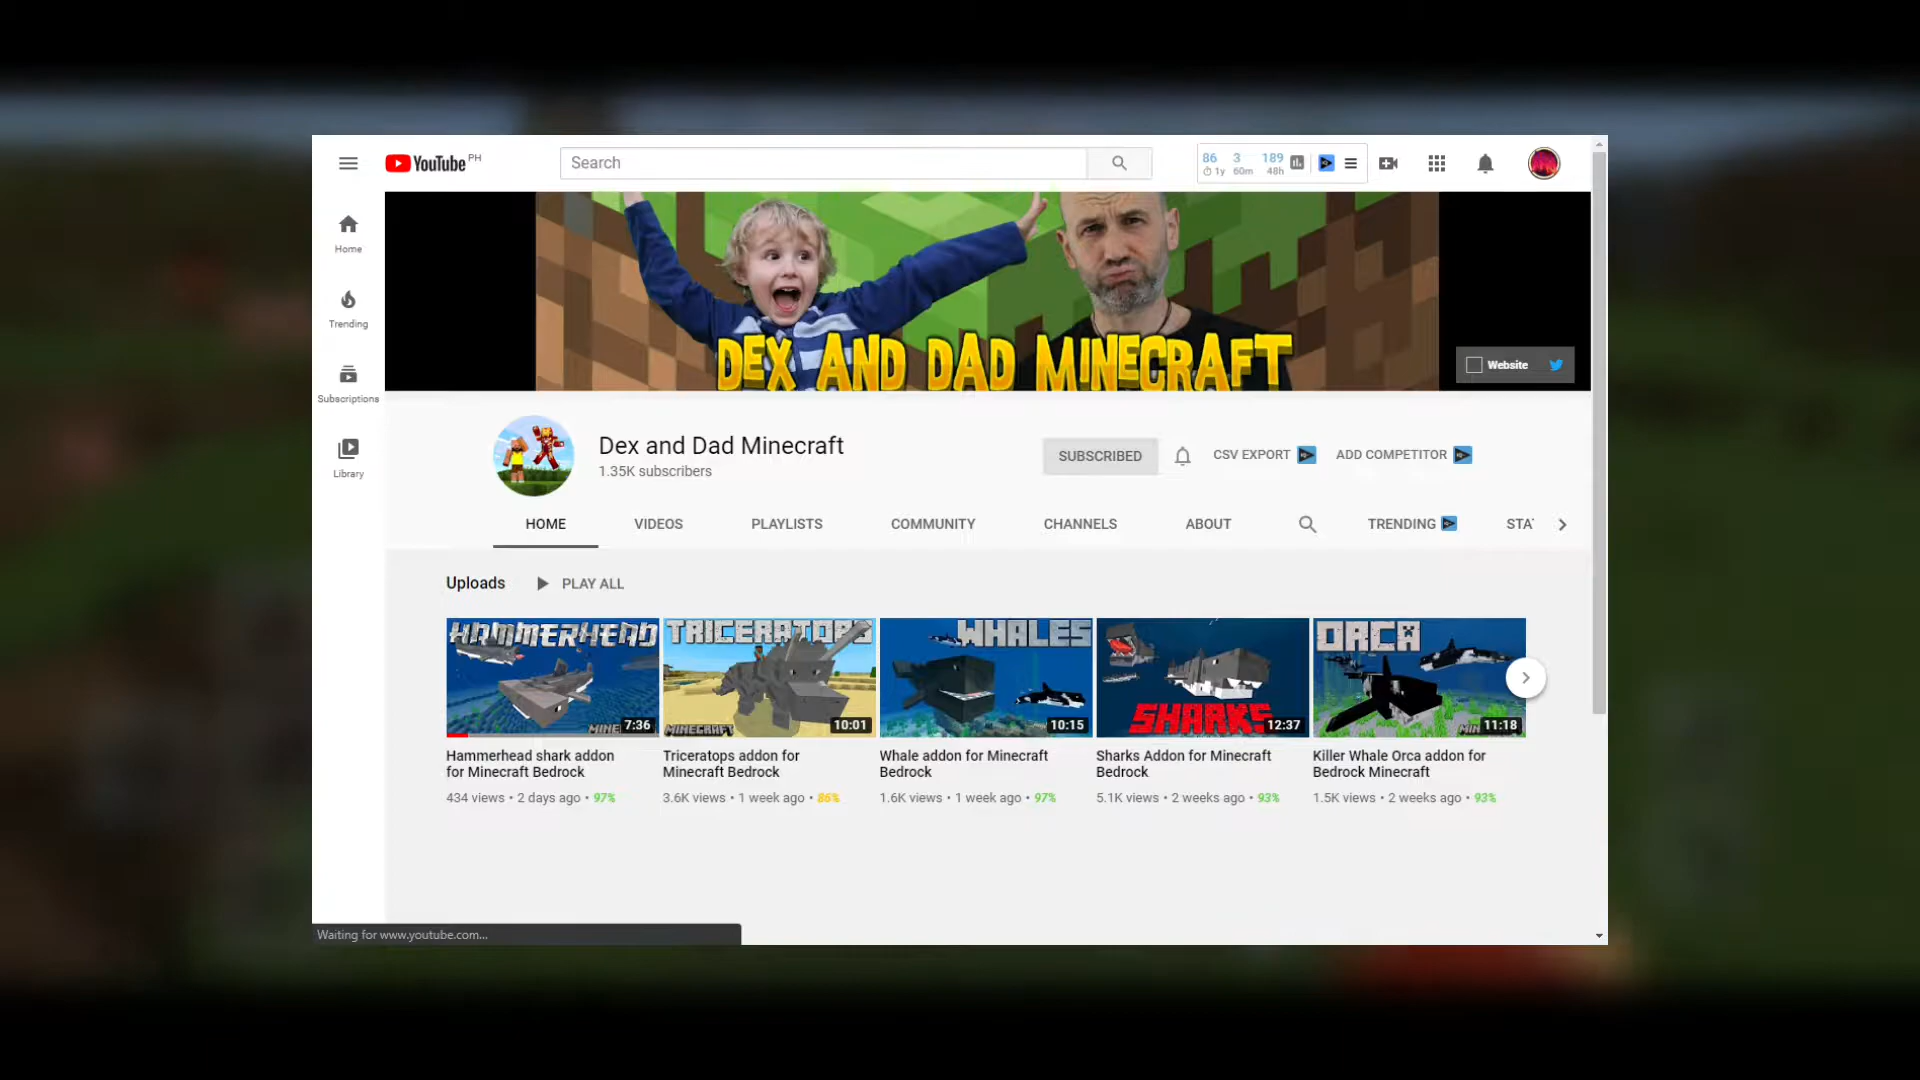 YouTube PH
Search
86 3 189
1y 60m 48h
Home
Trending
Subscriptions
Library
DEX AND DAD MINECRAFT
Website
Dex and Dad Minecraft
1.35K subscribers
SUBSCRIBED
CSV EXPORT
ADD COMPETITOR
HOME
VIDEOS
PLAYLISTS
COMMUNITY
CHANNELS
ABOUT
TRENDING
STAT
Uploads
PLAY ALL
HAMMERHEAD
MINE
7:36
TRICERATOPS
MINECRAFT
10:01
WHALES
10:15
SHARKS
12:37
ORCA
MIN
11:18
Hammerhead shark addon
for Minecraft Bedrock
434 views • 2 days ago • 97%
Triceratops addon for
Minecraft Bedrock
3.6K views • 1 week ago • 86%
Whale addon for Minecraft
Bedrock
1.6K views • 1 week ago • 97%
Sharks Addon for Minecraft
Bedrock
5.1K views • 2 weeks ago • 93%
Killer Whale Orca addon for
Bedrock Minecraft
1.5K views • 2 weeks ago • 93%
Waiting for www.youtube.com...